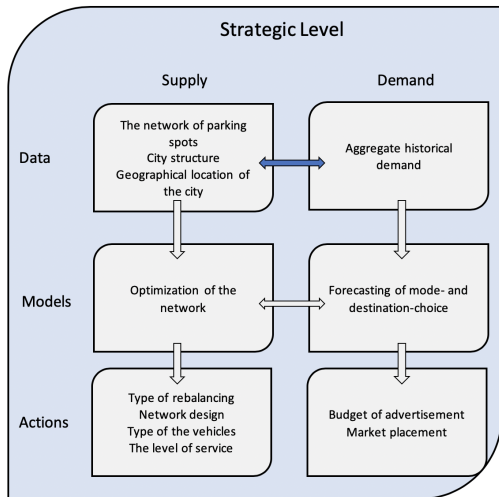 Strategic Level
Supply
Demand
Data
The network of parking
spots
City structure
Geographical location of
the city
Aggregate historical
demand
Models
Optimization of the
network
Forecasting of mode- and
destination-choice
Actions
Type of rebalancing
Network design
Type of the vehicles
The level of service
Budget of advertisement
Market placement